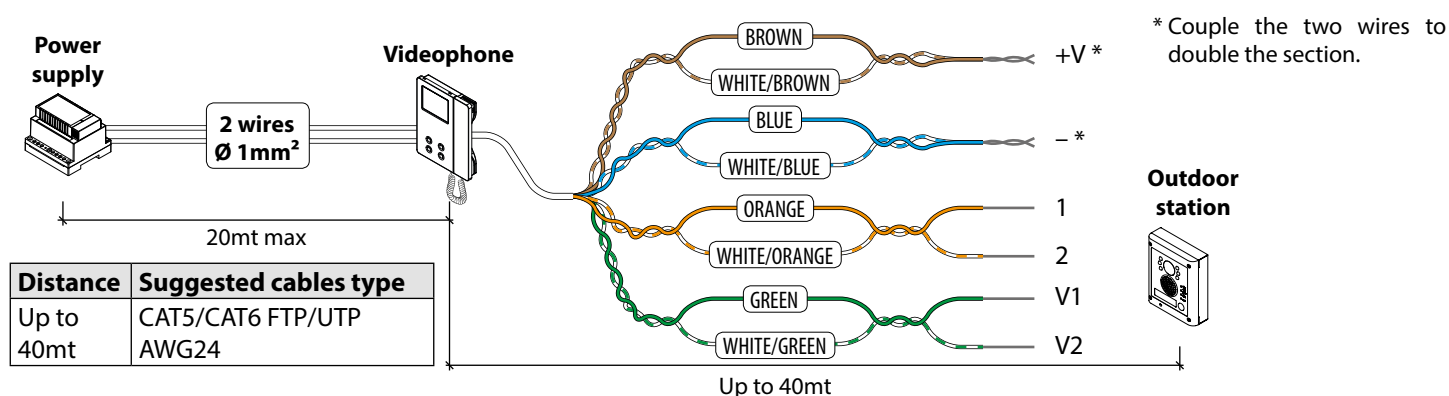 Power
supply
2 wires
Ø 1mm²
Videophone
20mt max
BROWN
WHITE/BROWN
+V *
BLUE
WHITE/BLUE
– *
ORANGE
1
WHITE/ORANGE
2
GREEN
V1
WHITE/GREEN
V2
* Couple the two wires to
double the section.
Outdoor
station
Distance Suggested cables type
Up to CAT5/CAT6 FTP/UTP
40mt AWG24
Up to 40mt